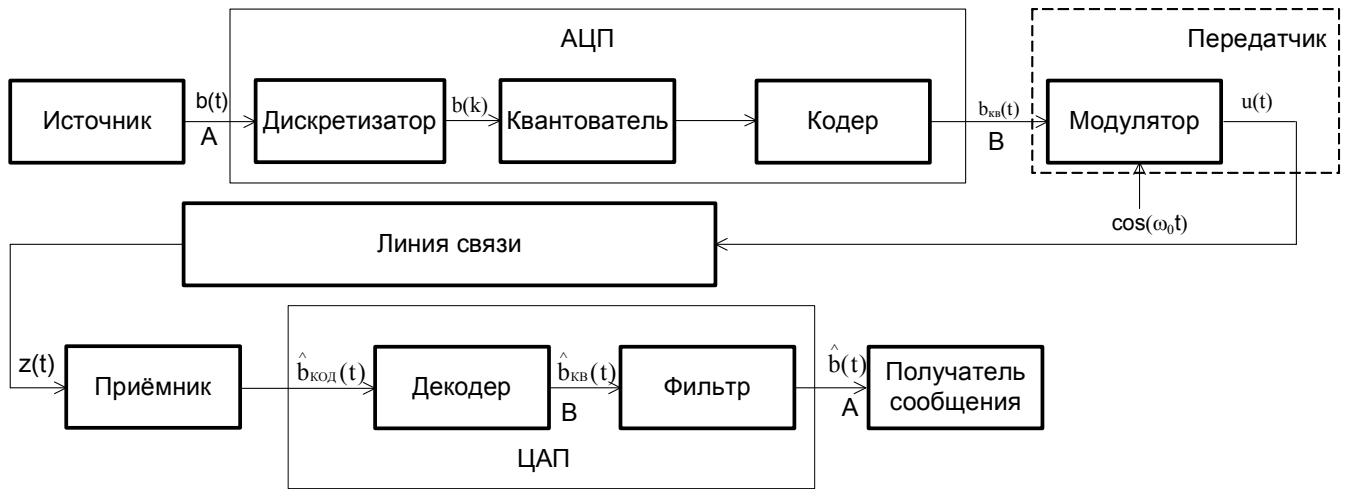 АЦП
Передатчик
Источник
b(t)
A
Дискретизатор
b(k)
Квантователь
Кодер
bкв(t)
B
Модулятор
u(t)
cos(ω₀t)
Линия связи
z(t)
Приёмник
b̂код(t)
Декодер
b̂кв(t)
B
Фильтр
b̂(t)
A
Получатель
сообщения
ЦАП